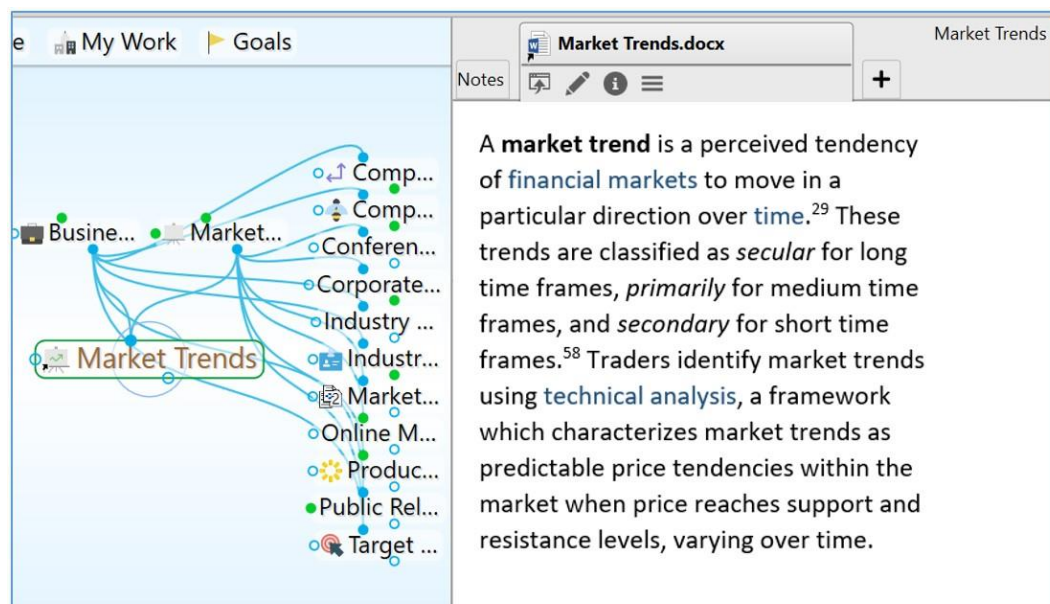 e My Work Goals
Busine... Market...
Market Trends
Comp...
Comp...
Conferen...
Corporate...
Industry ...
Industr...
Market...
Online M...
Produc...
Public Rel...
Target ...
Market Trends.docx
Market Trends
Notes
+
A market trend is a perceived tendency
of financial markets to move in a
particular direction over time.29 These
trends are classified as secular for long
time frames, primarily for medium time
frames, and secondary for short time
frames.58 Traders identify market trends
using technical analysis, a framework
which characterizes market trends as
predictable price tendencies within the
market when price reaches support and
resistance levels, varying over time.